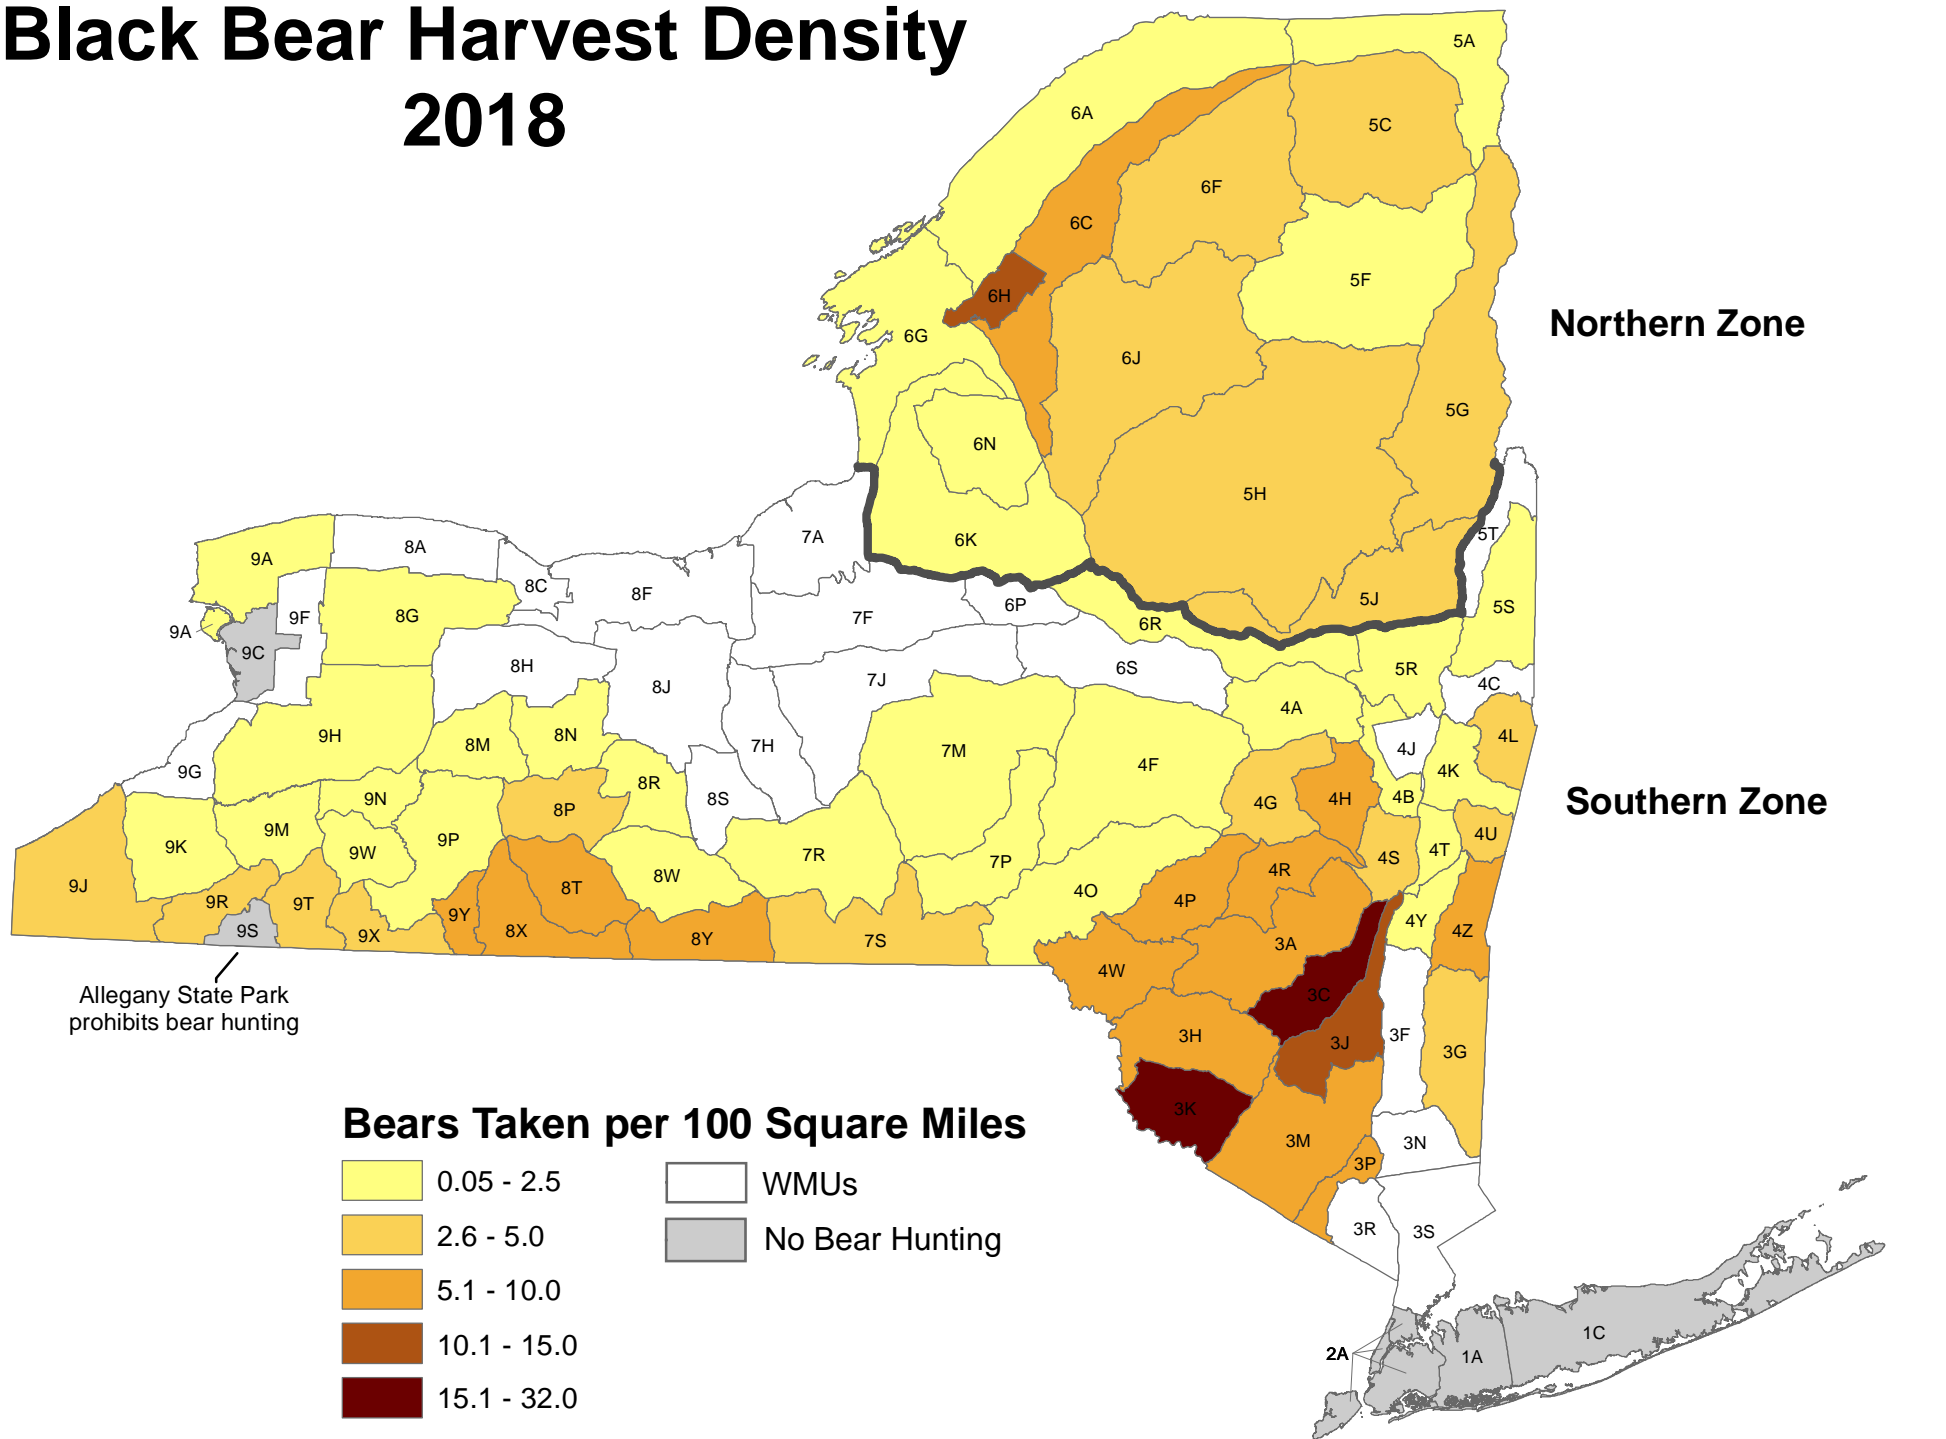 Black Bear Harvest Density
2018
5A
6A
5C
6F
6C
5F
6H
6G
6J
5G
6N
5H
6K
7A
5T
9A
8A
8C
8F
5J
5S
9F
8G
7F
6P
6R
9A
9C
8H
8J
7J
6S
5R
4C
9H
8M
8N
7H
7M
4A
4J
4L
9G
8R
8S
4F
4K
9N
8P
4G
4H
4B
9K
9M
9W
9P
7R
7P
4S
4T
4U
9J
8T
8W
4O
4R
9R
9T
9Y
4P
4Y
4Z
9S
9X
8X
8Y
7S
3A
4W
3C
3H
3J
3F
3G
3K
3M
3N
3P
3R
3S
2A
1A
1C
Northern Zone
Southern Zone
Allegany State Park
prohibits bear hunting
Bears Taken per 100 Square Miles
0.05 - 2.5
2.6 - 5.0
5.1 - 10.0
10.1 - 15.0
15.1 - 32.0
WMUs
No Bear Hunting